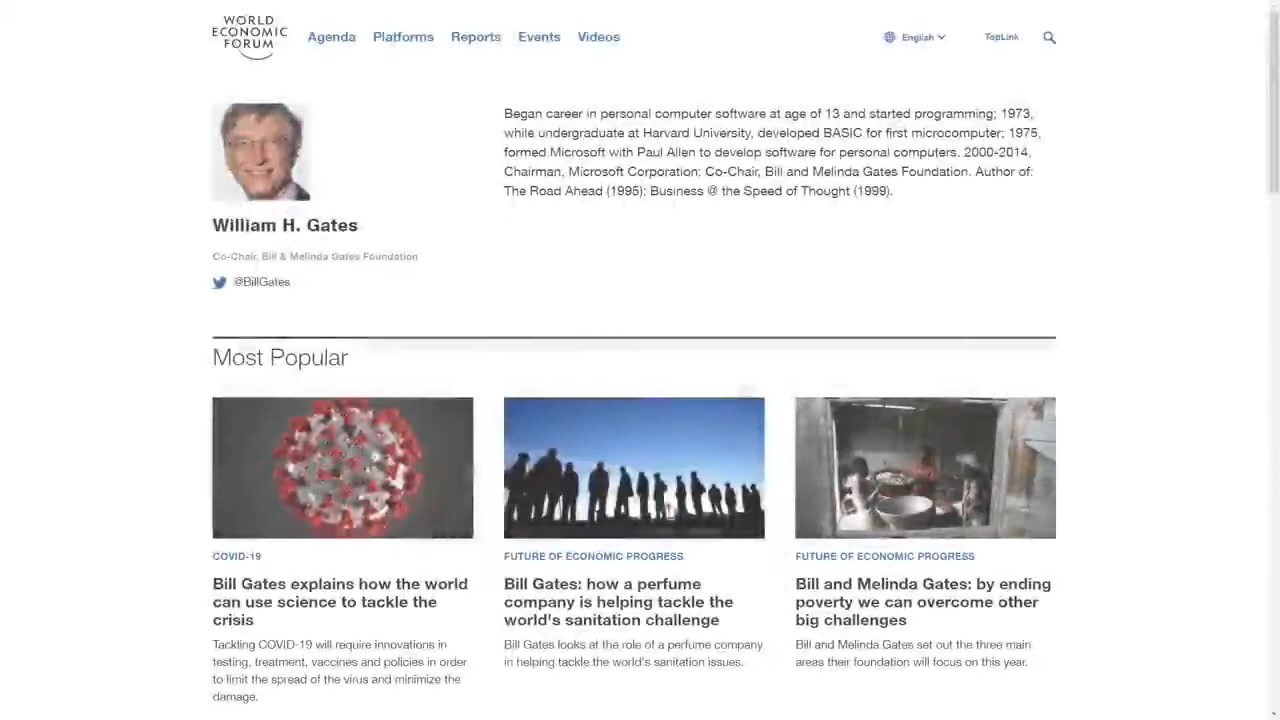 WORLD
ECONOMIC
FORUM
Agenda Platforms Reports Events Videos
English
TopLink
Began career in personal computer software at age of 13 and started programming; 1973,
while undergraduate at Harvard University, developed BASIC for first microcomputer; 1975,
formed Microsoft with Paul Allen to develop software for personal computers. 2000-2014,
Chairman, Microsoft Corporation; Co-Chair, Bill and Melinda Gates Foundation. Author of:
The Road Ahead (1995); Business @ the Speed of Thought (1999).
William H. Gates
Co-Chair, Bill & Melinda Gates Foundation
@BillGates
Most Popular
COVID-19
Bill Gates explains how the world
can use science to tackle the
crisis
Tackling COVID-19 will require innovations in
testing, treatment, vaccines and policies in order
to limit the spread of the virus and minimize the
damage.
FUTURE OF ECONOMIC PROGRESS
Bill Gates: how a perfume
company is helping tackle the
world's sanitation challenge
Bill Gates looks at the role of a perfume company
in helping tackle the world's sanitation issues.
FUTURE OF ECONOMIC PROGRESS
Bill and Melinda Gates: by ending
poverty we can overcome other
big challenges
Bill and Melinda Gates set out the three main
areas their foundation will focus on this year.